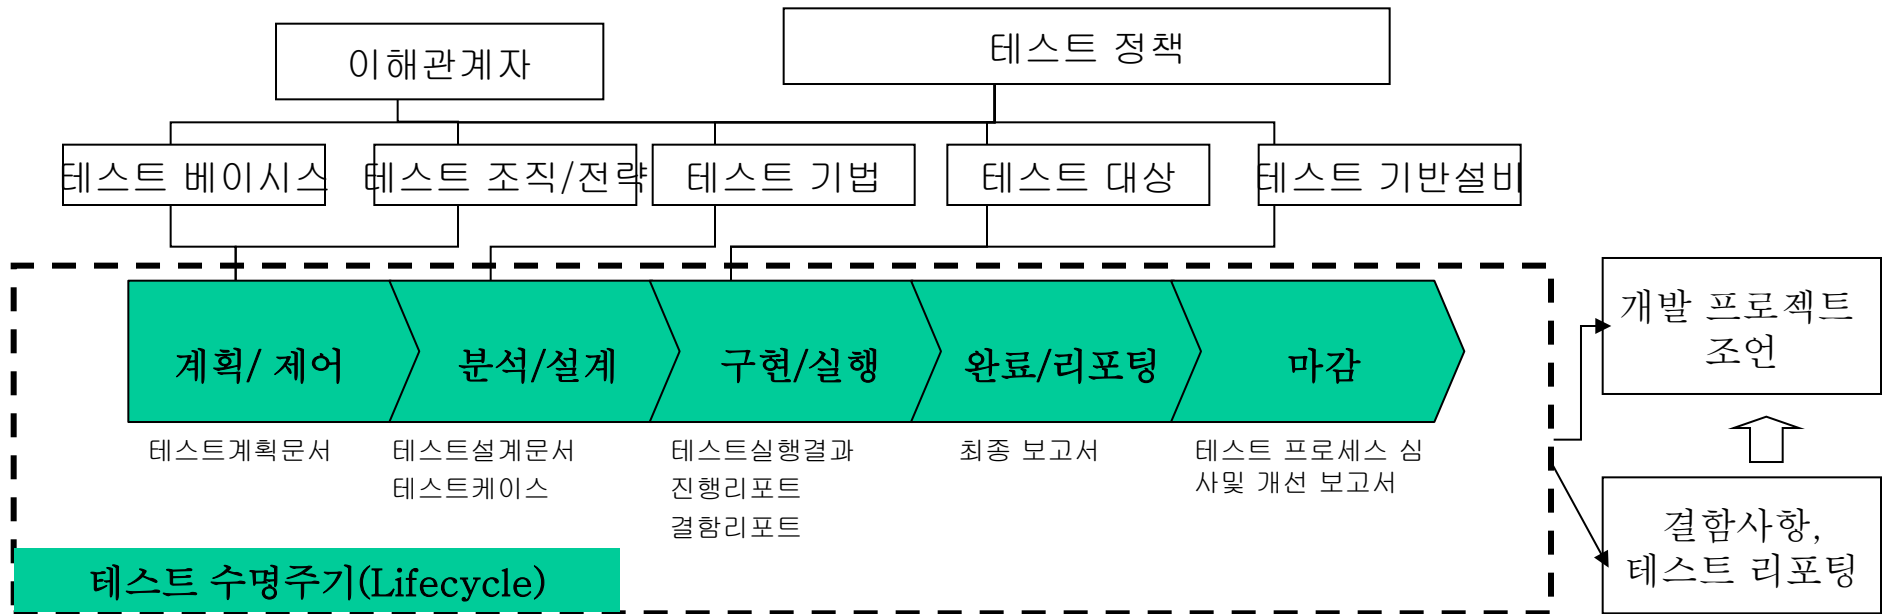 이해관계자
테스트 정책
테스트 베이시스
테스트 조직/전략
테스트 기법
테스트 대상
테스트 기반설비
계획/ 제어
분석/설계
구현/실행
완료/리포팅
마감
테스트계획문서
테스트설계문서
테스트케이스
테스트실행결과
진행리포트
결함리포트
최종 보고서
테스트 프로세스 심
사및 개선 보고서
테스트 수명주기(Lifecycle)
개발 프로젝트
조언
결함사항,
테스트 리포팅